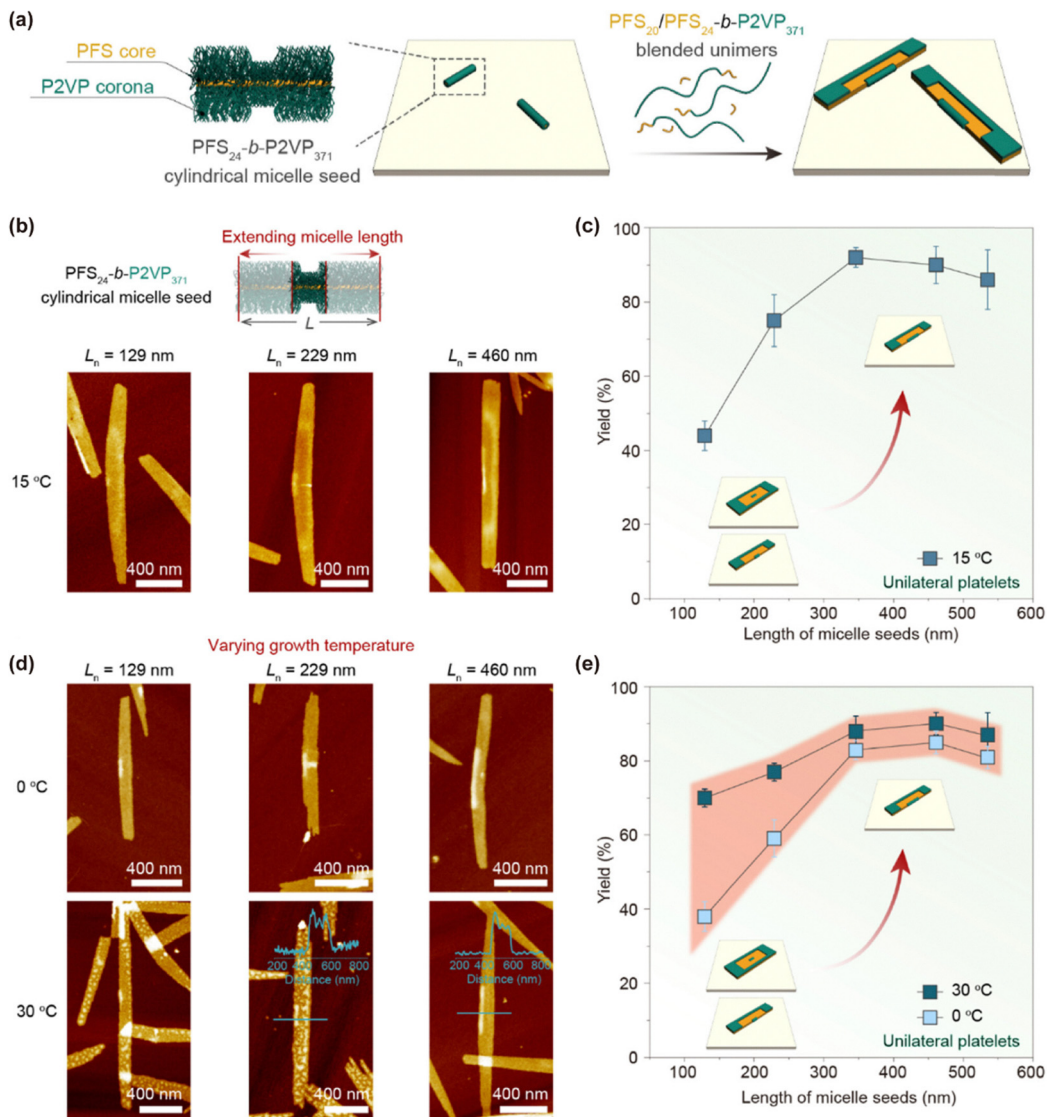 (a)
PFS core
P2VP corona
PFS24-b-P2VP371
cylindrical micelle seed
PFS20/PFS24-b-P2VP371
blended unimers
(b)
Extending micelle length
PFS24-b-P2VP371
cylindrical micelle seed
L
Ln = 129 nm
Ln = 229 nm
Ln = 460 nm
15 °C
400 nm
400 nm
400 nm
(c)
Yield (%)
100
80
60
40
20
0
100 200 300 400 500 600
Length of micelle seeds (nm)
15 °C
Unilateral platelets
(d)
Varying growth temperature
Ln = 129 nm
Ln = 229 nm
Ln = 460 nm
0 °C
400 nm
400 nm
400 nm
30 °C
200 400 600 800
Distance (nm)
200 400 600 800
Distance (nm)
400 nm
400 nm
400 nm
(e)
Yield (%)
100
80
60
40
20
0
100 200 300 400 500 600
Length of micelle seeds (nm)
30 °C
0 °C
Unilateral platelets